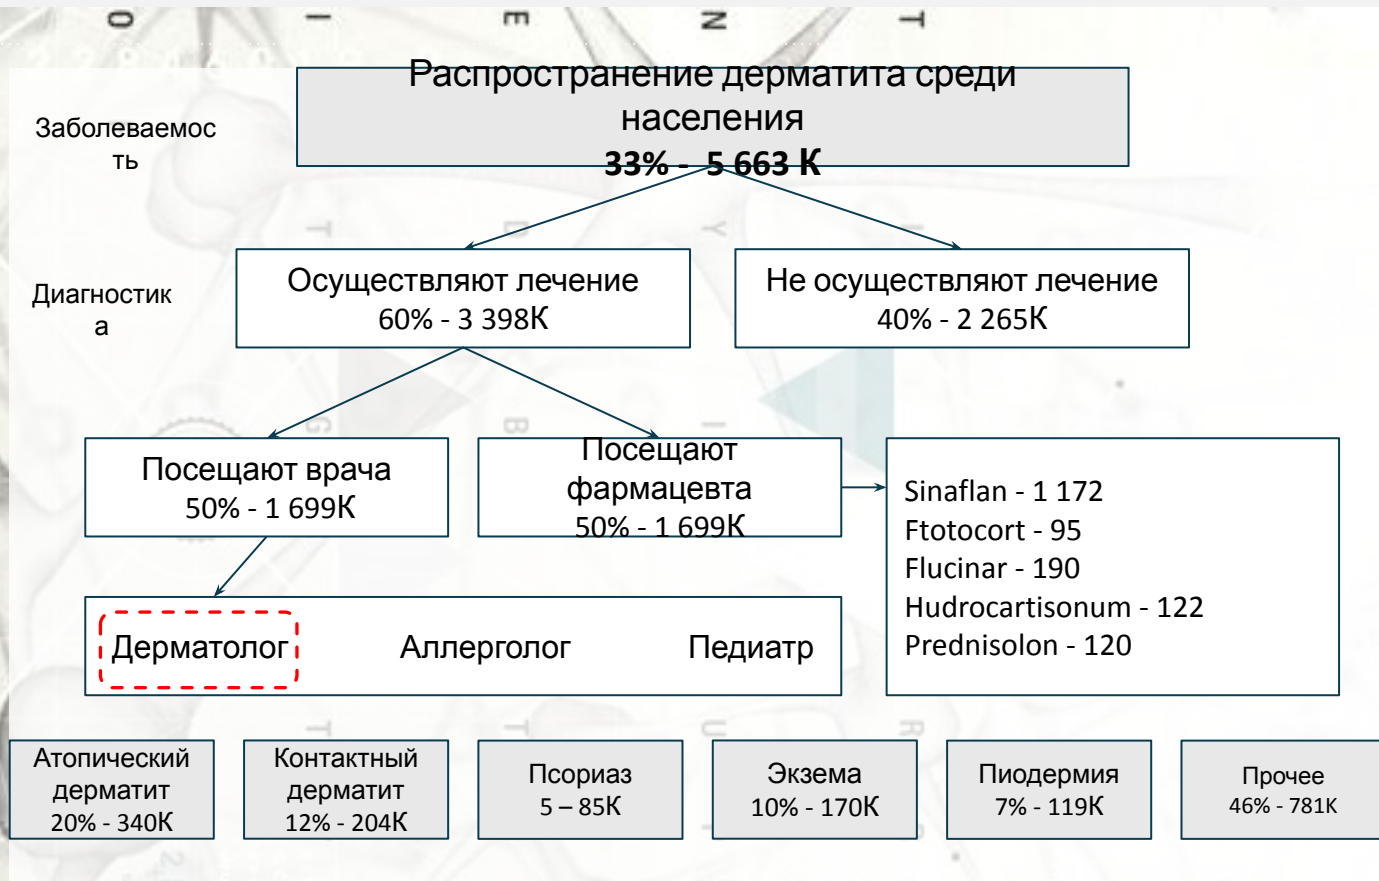 O I E N T
Распространение дерматита среди
населения
33% - 5 663 К
Заболеваемос
ть
Диагностик
а
Осуществляют лечение
60% - 3 398К
Не осуществляют лечение
40% - 2 265К
Посещают врача
50% - 1 699К
Посещают
фармацевта
50% - 1 699К
Sinaflan - 1 172
Ftotocort - 95
Flucinar - 190
Hudrocartisonum - 122
Prednisolon - 120
Дерматолог
Аллерголог
Педиатр
Атопический
дерматит
20% - 340К
Контактный
дерматит
12% - 204К
Псориаз
5 – 85К
Экзема
10% - 170К
Пиодермия
7% - 119К
Прочее
46% - 781К